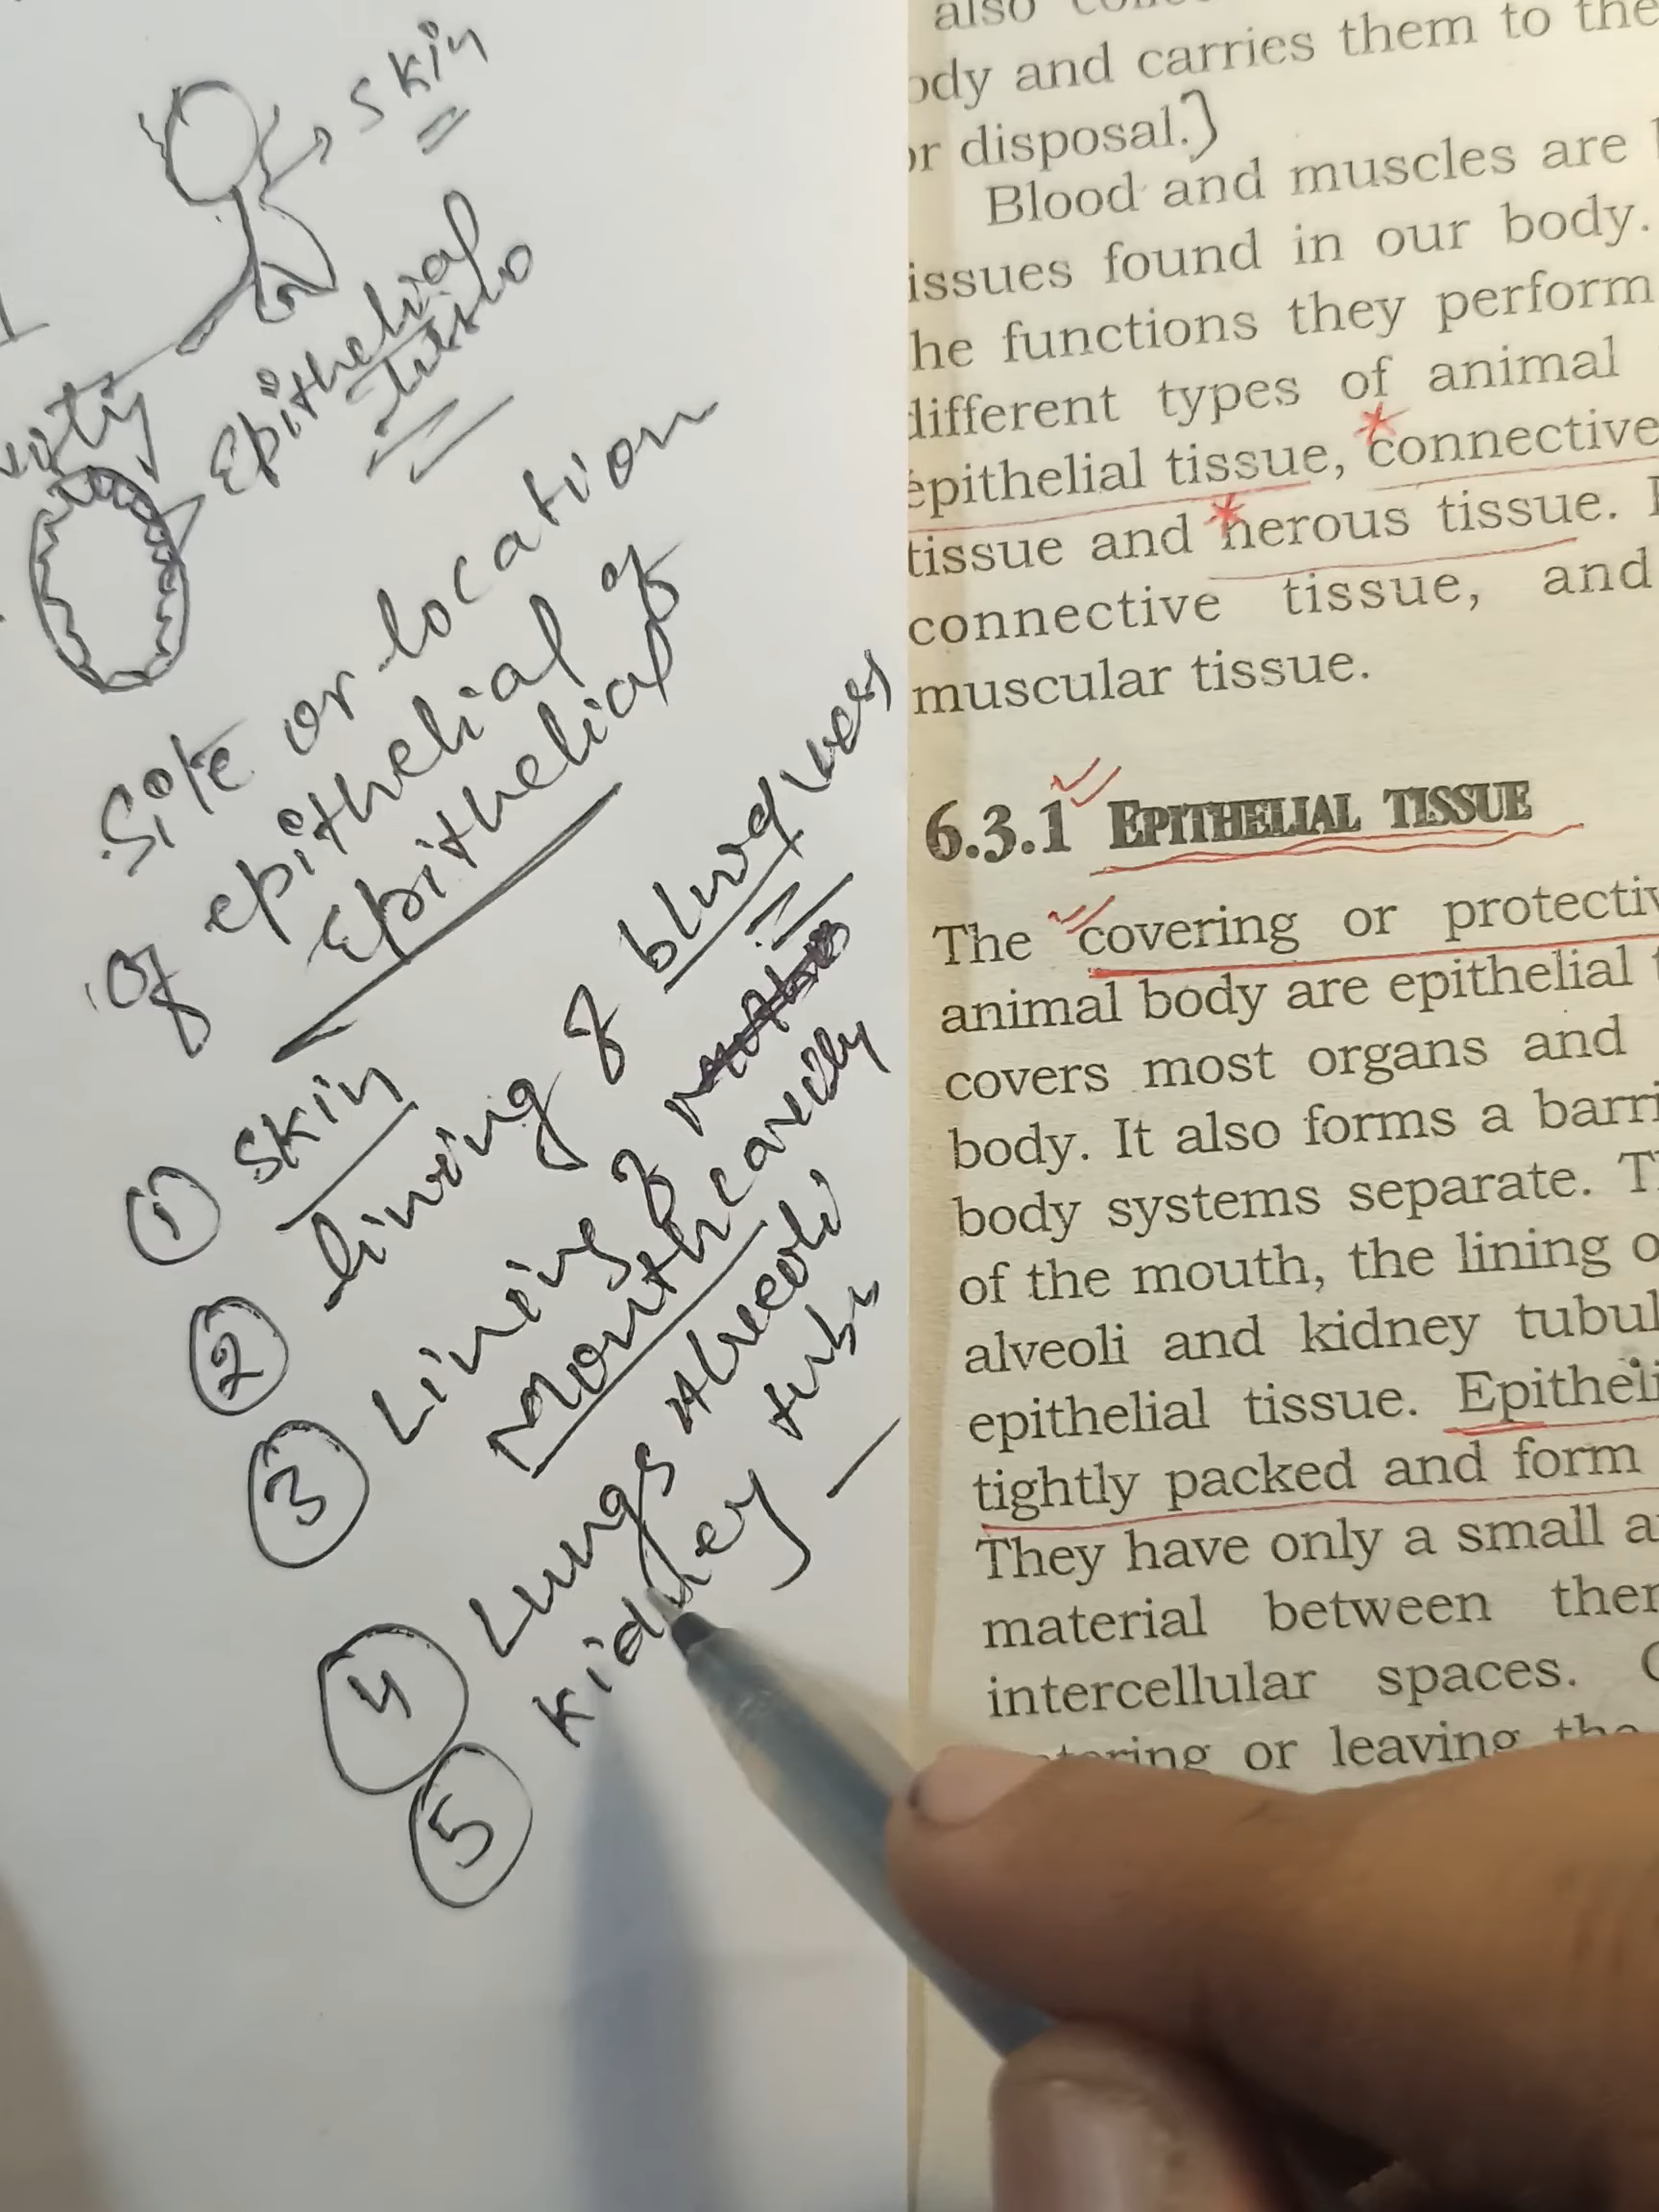 skin
Epithelial
Site or location
of epithelial of
Epithelial
① Skin
② lining of blood
③ Lining of
Mouth cavity
④ Lungs
⑤ Kidney tube
also
ody and carries them to the
or disposal.)
Blood and muscles are
issues found in our body.
he functions they perform
different types of animal
epithelial tissue, connective
tissue and nerous tissue.
connective tissue, and
muscular tissue.
6.3.1 EPITHELIAL TISSUE
The covering or protectiv
animal body are epithelial t
covers most organs and
body. It also forms a barri
body systems separate. T
of the mouth, the lining o
alveoli and kidney tubul
epithelial tissue. Epitheli
tightly packed and form
They have only a small a
material between ther
intercellular spaces.
or leaving the